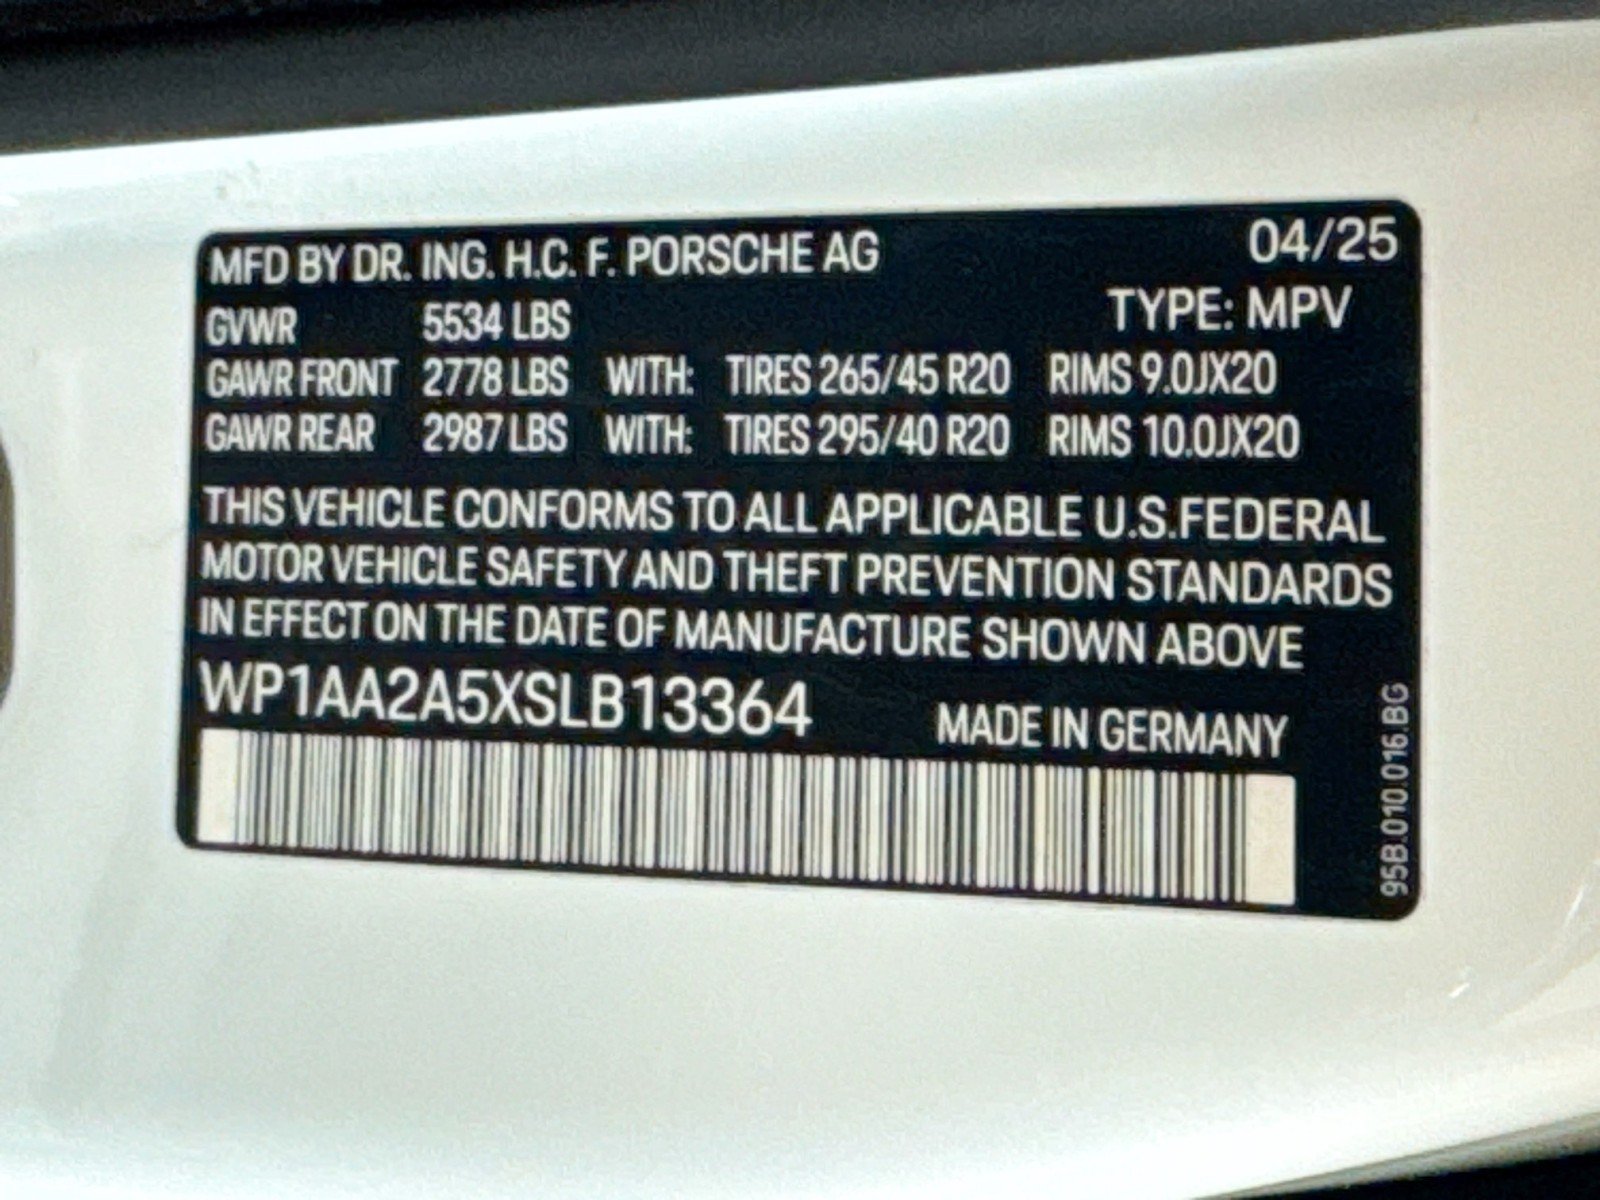 MFD BY DR. ING. H.C. F. PORSCHE AG 04/25
GVWR 5534 LBS TYPE: MPV
GAWR FRONT 2778 LBS WITH: TIRES 265/45 R20 RIMS 9.0JX20
GAWR REAR 2987 LBS WITH: TIRES 295/40 R20 RIMS 10.0JX20
THIS VEHICLE CONFORMS TO ALL APPLICABLE U.S.FEDERAL
MOTOR VEHICLE SAFETY AND THEFT PREVENTION STANDARDS
IN EFFECT ON THE DATE OF MANUFACTURE SHOWN ABOVE
WP1AA2A5XSLB13364 MADE IN GERMANY
95B.010.016.BG